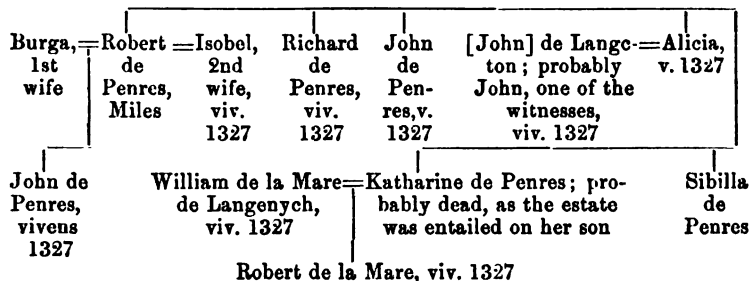 Burga,=
1st
wife
Robert
de
Penres,
Miles
=Isobel,
2nd
wife,
viv.
1327
Richard
de
Penres,
viv.
1327
John
de
Pen-
res,v.
1327
[John] de Lange-
ton; probably
John, one of the
witnesses,
viv. 1327
=Alicia,
v. 1327
John de
Penres,
vivens
1327
William de la Mare
de Langenych,
viv. 1327
=Katharine de Penres; pro-
bably dead, as the estate
was entailed on her son
Sibilla
de
Penres
Robert de la Mare, viv. 1327